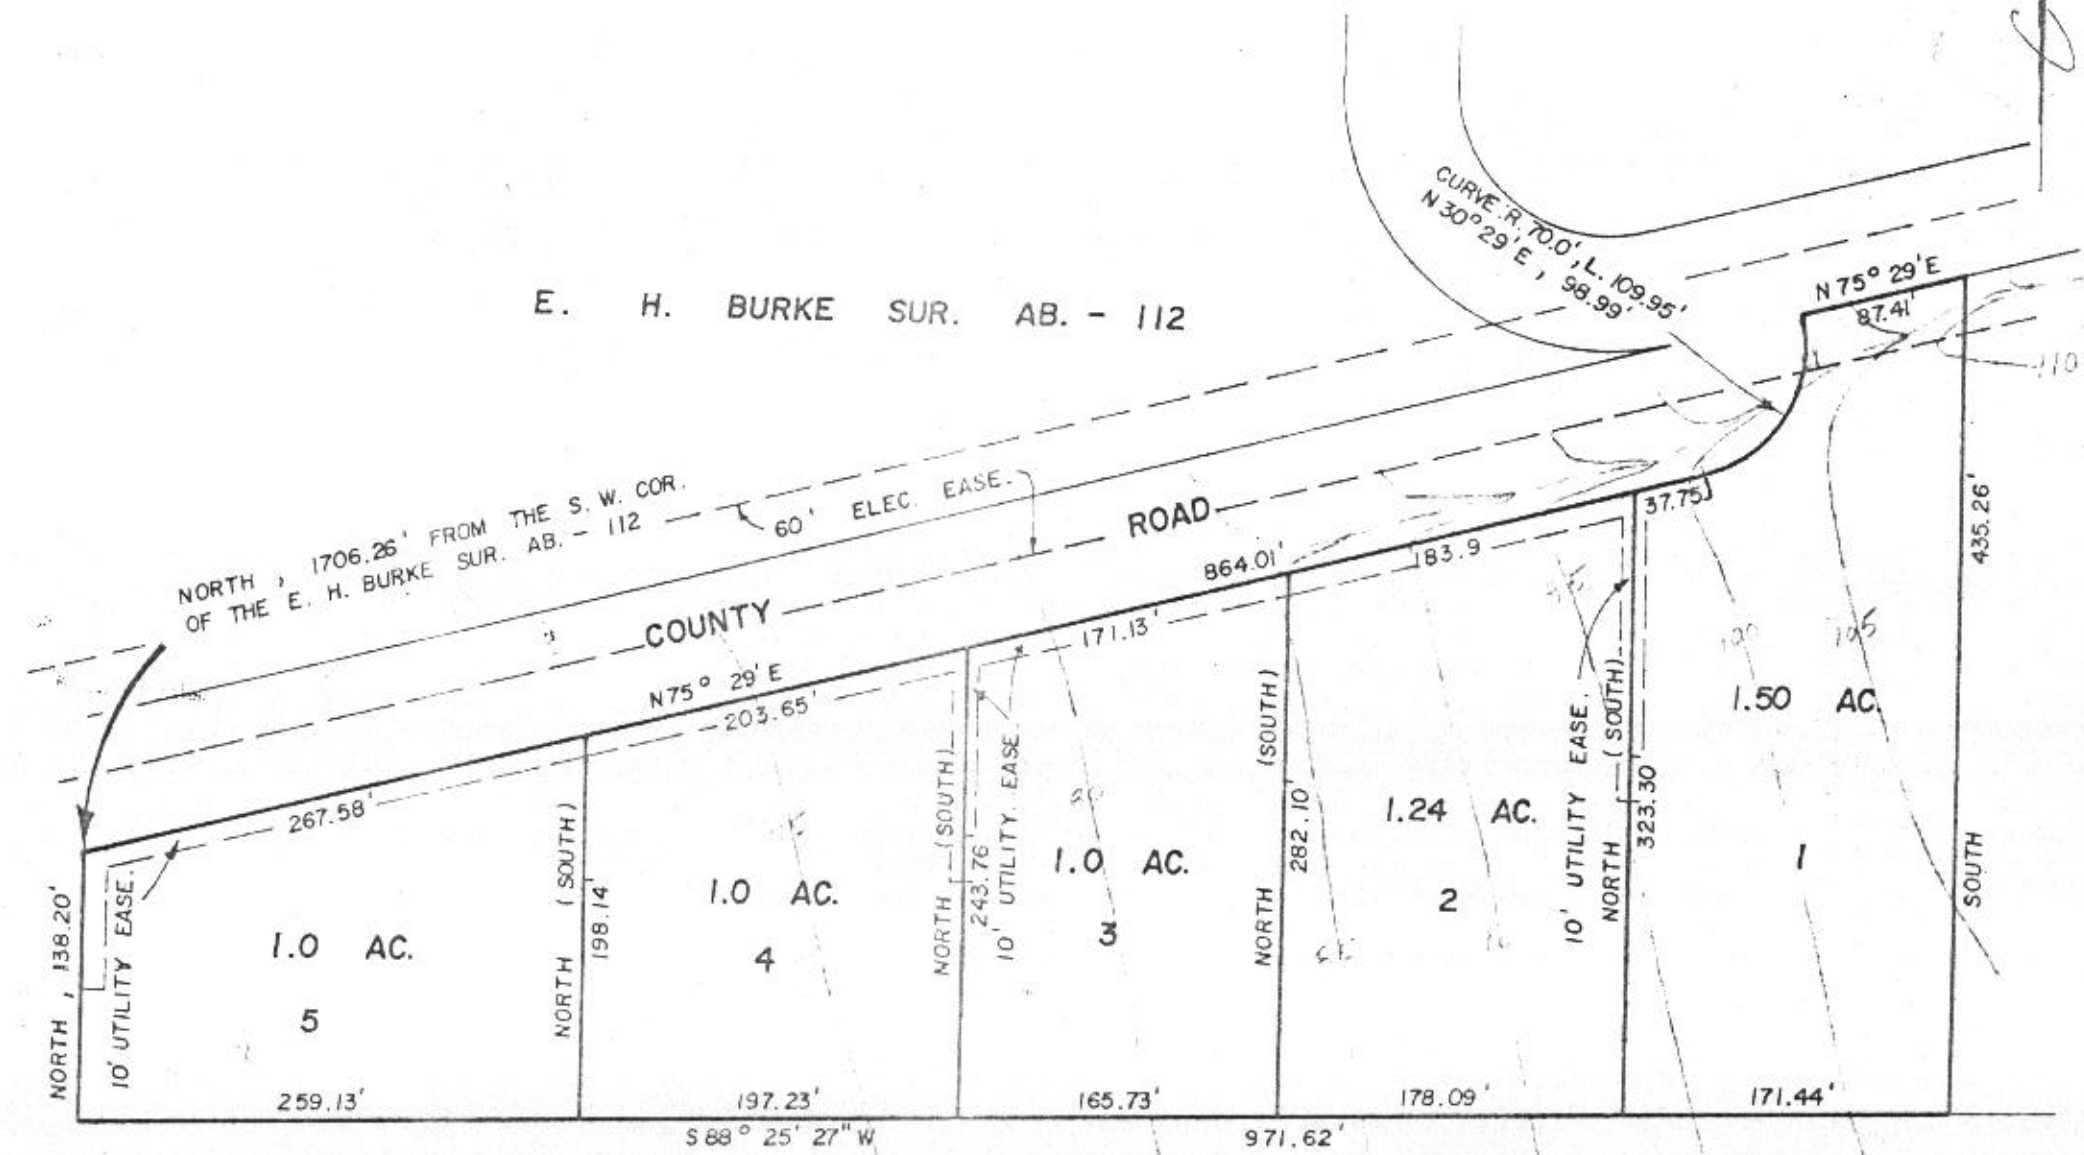 CURVE: R. 70.0', L. 109.95'
N 30° 29' E , 98.99'
N 75° 29' E
87.41'
110
E. H. BURKE SUR. AB. - 112
NORTH , 1706.26' FROM THE S. W. COR.
OF THE E. H. BURKE SUR. AB. - 112
60' ELEC. EASE.
COUNTY ROAD
864.01'
N 75° 29' E
267.58'
203.65'
171.13'
183.9
37.75'
NORTH , 138.20'
10' UTILITY EASE.
1.0 AC.
5
NORTH (SOUTH)
198.14'
1.0 AC.
4
NORTH (SOUTH)
243.76
10' UTILITY EASE
1.0 AC.
3
NORTH (SOUTH)
282.10'
1.24 AC.
2
10' UTILITY EASE.
NORTH (SOUTH)
323.30
100
105
1.50 AC.
1
435.26'
SOUTH
259.13'
197.23'
165.73'
178.09'
171.44'
S 88° 25' 27" W
971.62'